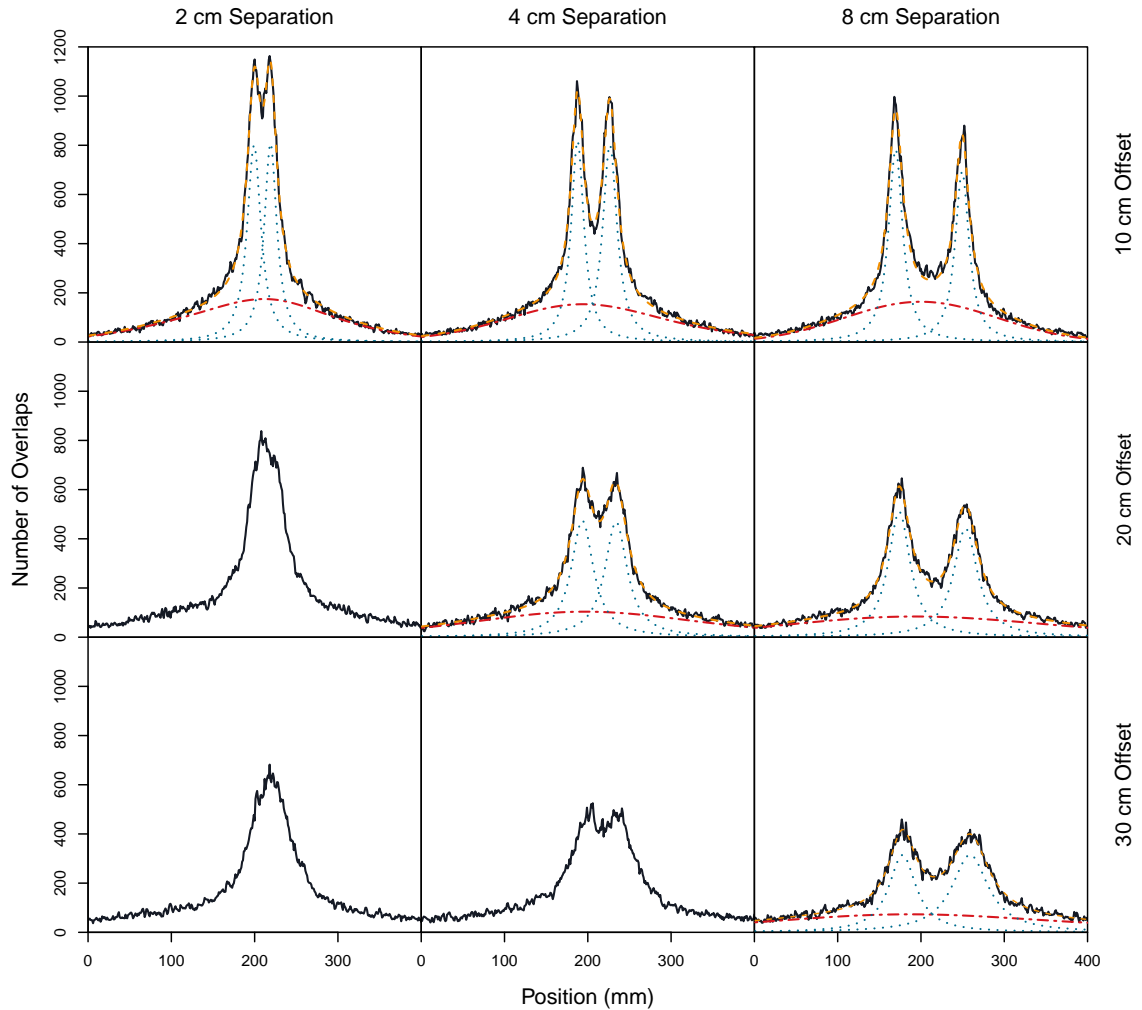 2 cm Separation 4 cm Separation 8 cm Separation
0 200 400 600 800 1000 1200
10 cm Offset
0 200 400 600 800 1000
20 cm Offset
0 200 400 600 800 1000
30 cm Offset
Number of Overlaps
0 100 200 300 0 100 200 300 0 100 200 300 400
Position (mm)